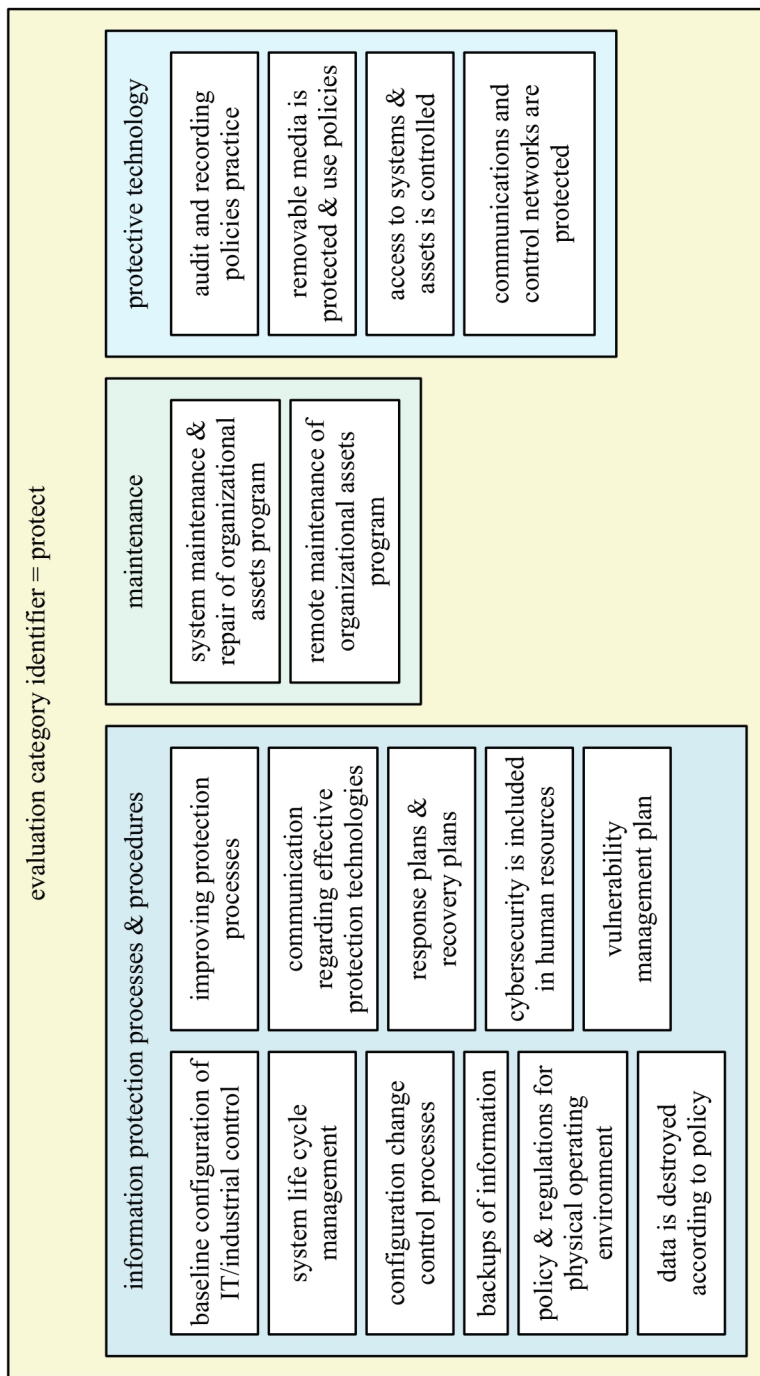 evaluation category identifier = protect
information protection processes & procedures
baseline configuration of
IT/industrial control
system life cycle
management
configuration change
control processes
backups of information
policy & regulations for
physical operating
environment
data is destroyed
according to policy
improving protection
processes
communication
regarding effective
protection technologies
response plans &
recovery plans
cybersecurity is included
in human resources
vulnerability
management plan
maintenance
system maintenance &
repair of organizational
assets program
remote maintenance of
organizational assets
program
protective technology
audit and recording
policies practice
removable media is
protected & use policies
access to systems &
assets is controlled
communications and
control networks are
protected